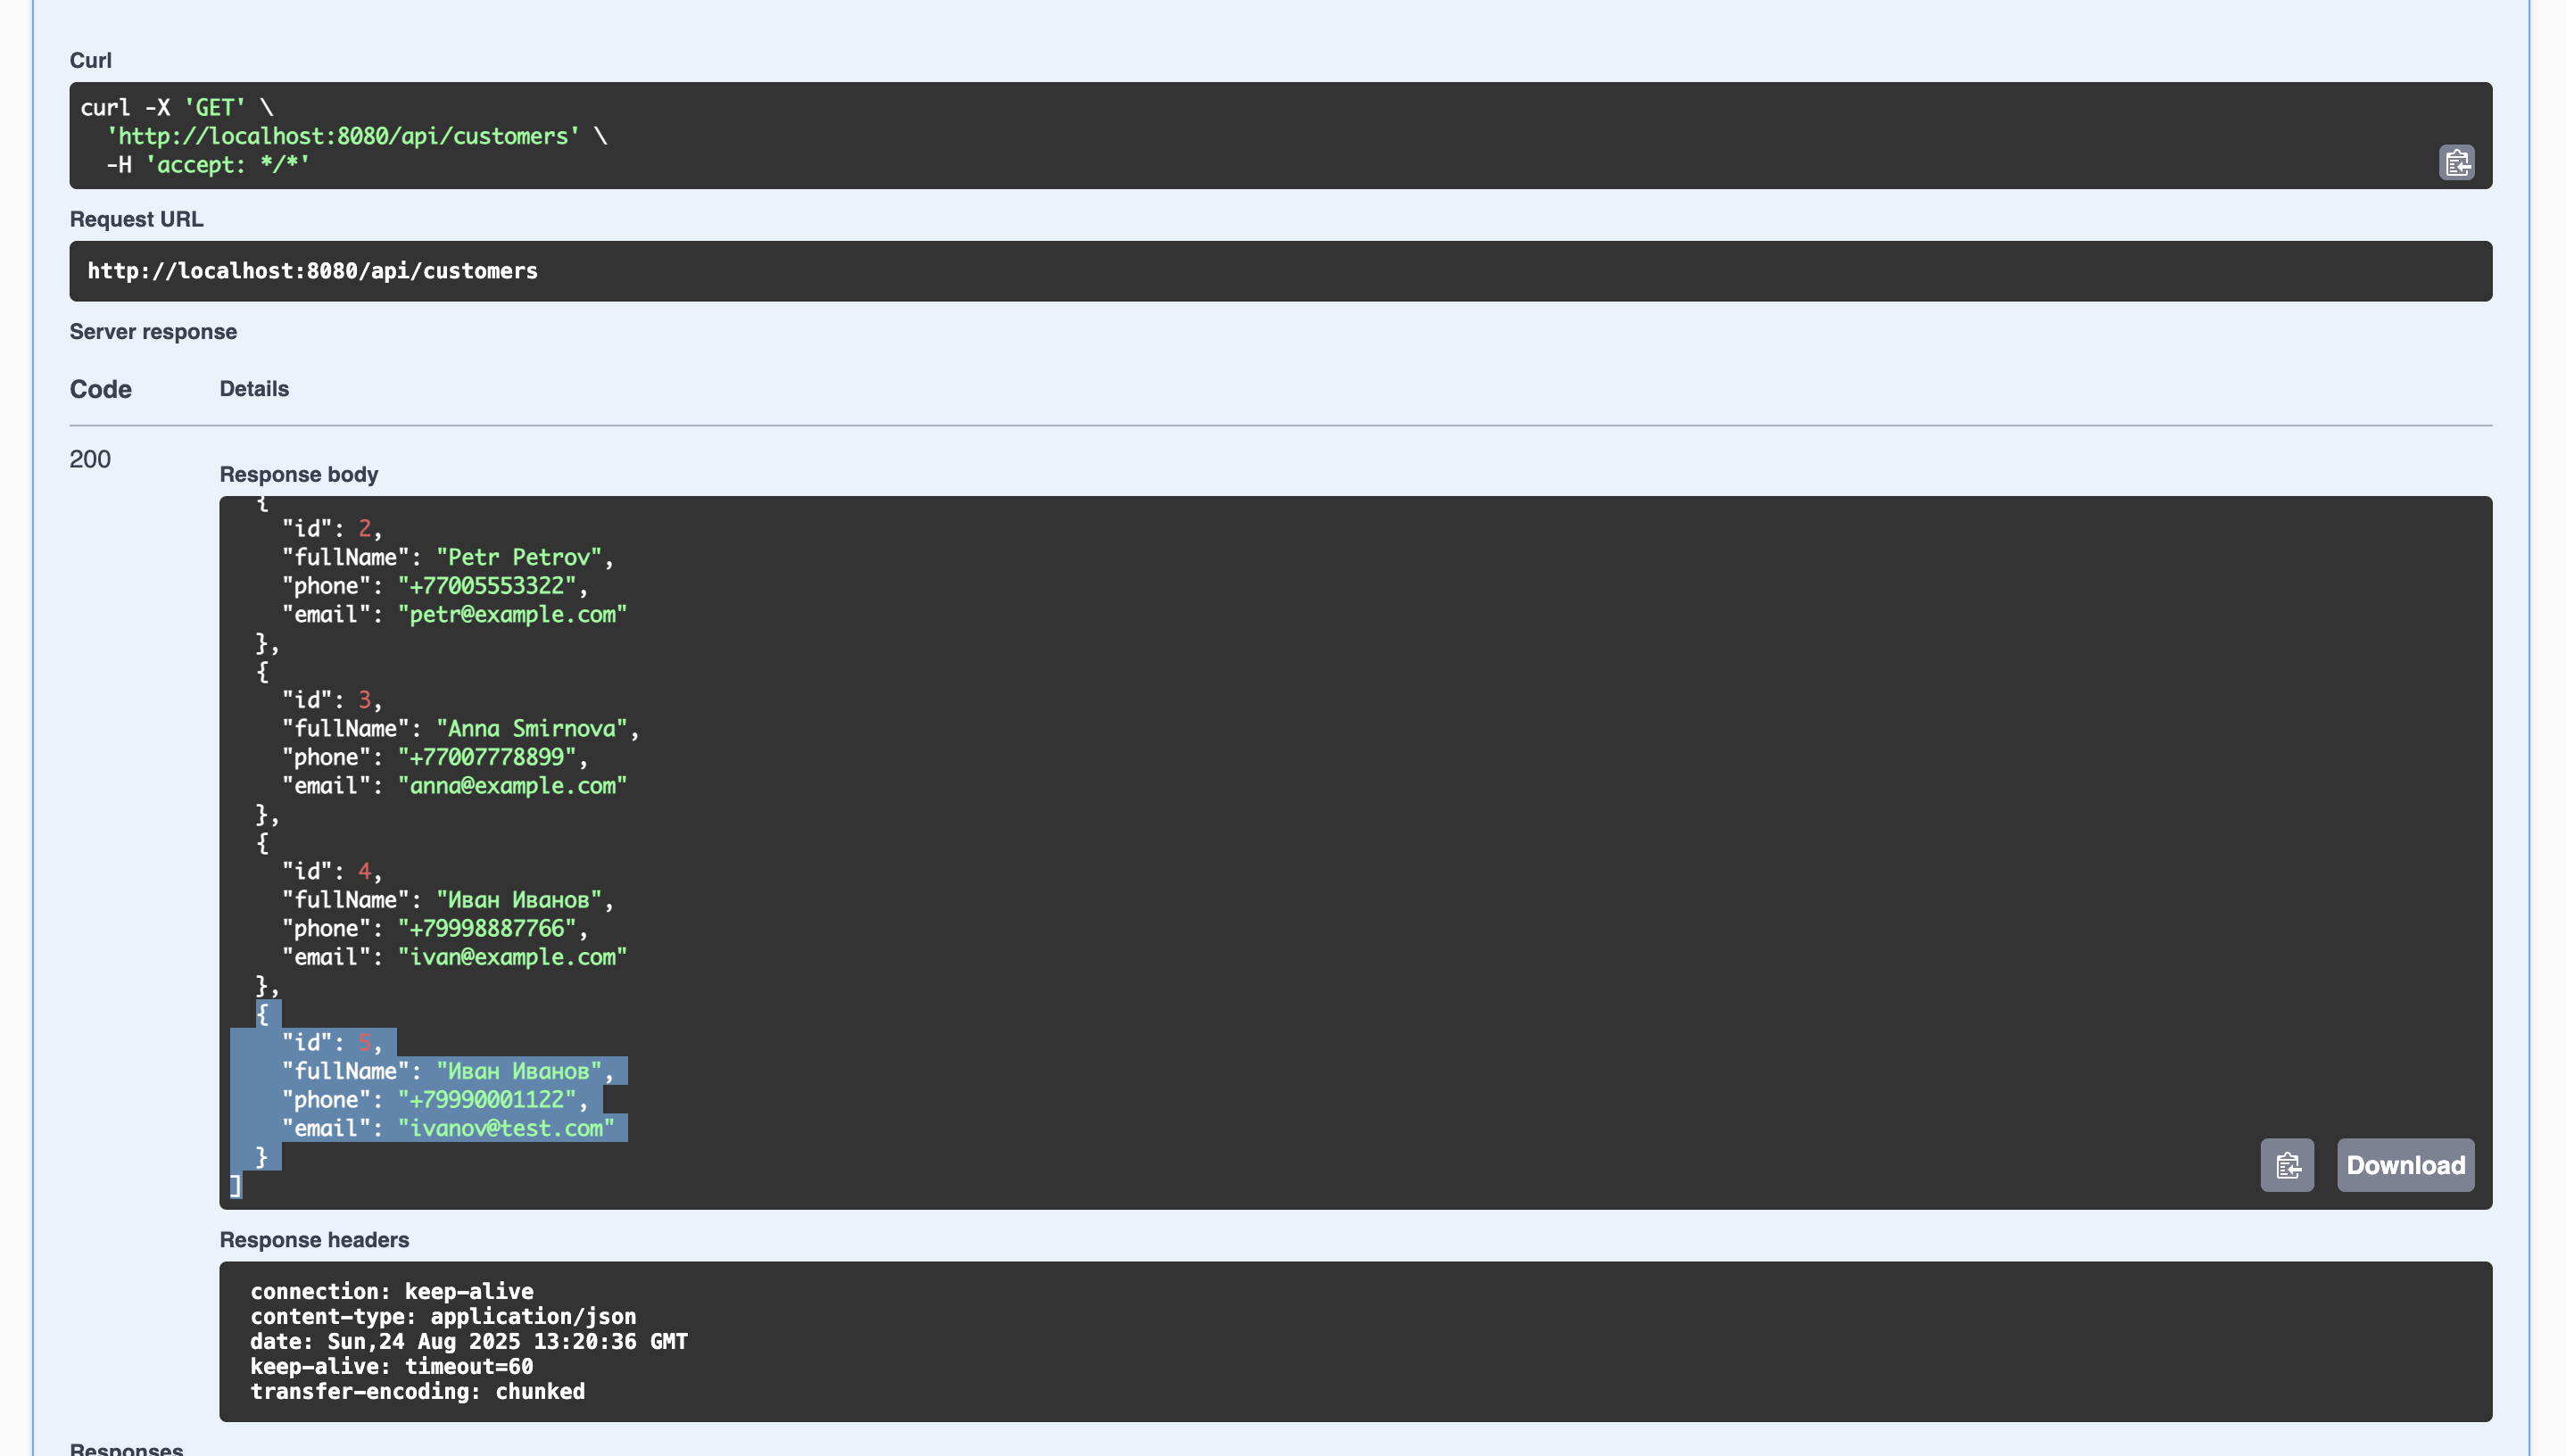 Curl
curl -X 'GET' \
  'http://localhost:8080/api/customers' \
  -H 'accept: */*'
Request URL
http://localhost:8080/api/customers
Server response
Code Details
200
Response body
  {
    "id": 2,
    "fullName": "Petr Petrov",
    "phone": "+77005553322",
    "email": "petr@example.com"
  },
  {
    "id": 3,
    "fullName": "Anna Smirnova",
    "phone": "+77007778899",
    "email": "anna@example.com"
  },
  {
    "id": 4,
    "fullName": "Иван Иванов",
    "phone": "+79998887766",
    "email": "ivan@example.com"
  },
  {
    "id": 5,
    "fullName": "Иван Иванов",
    "phone": "+79990001122",
    "email": "ivanov@test.com"
  }
]
Download
Response headers
connection: keep-alive
content-type: application/json
date: Sun,24 Aug 2025 13:20:36 GMT
keep-alive: timeout=60
transfer-encoding: chunked
Responses